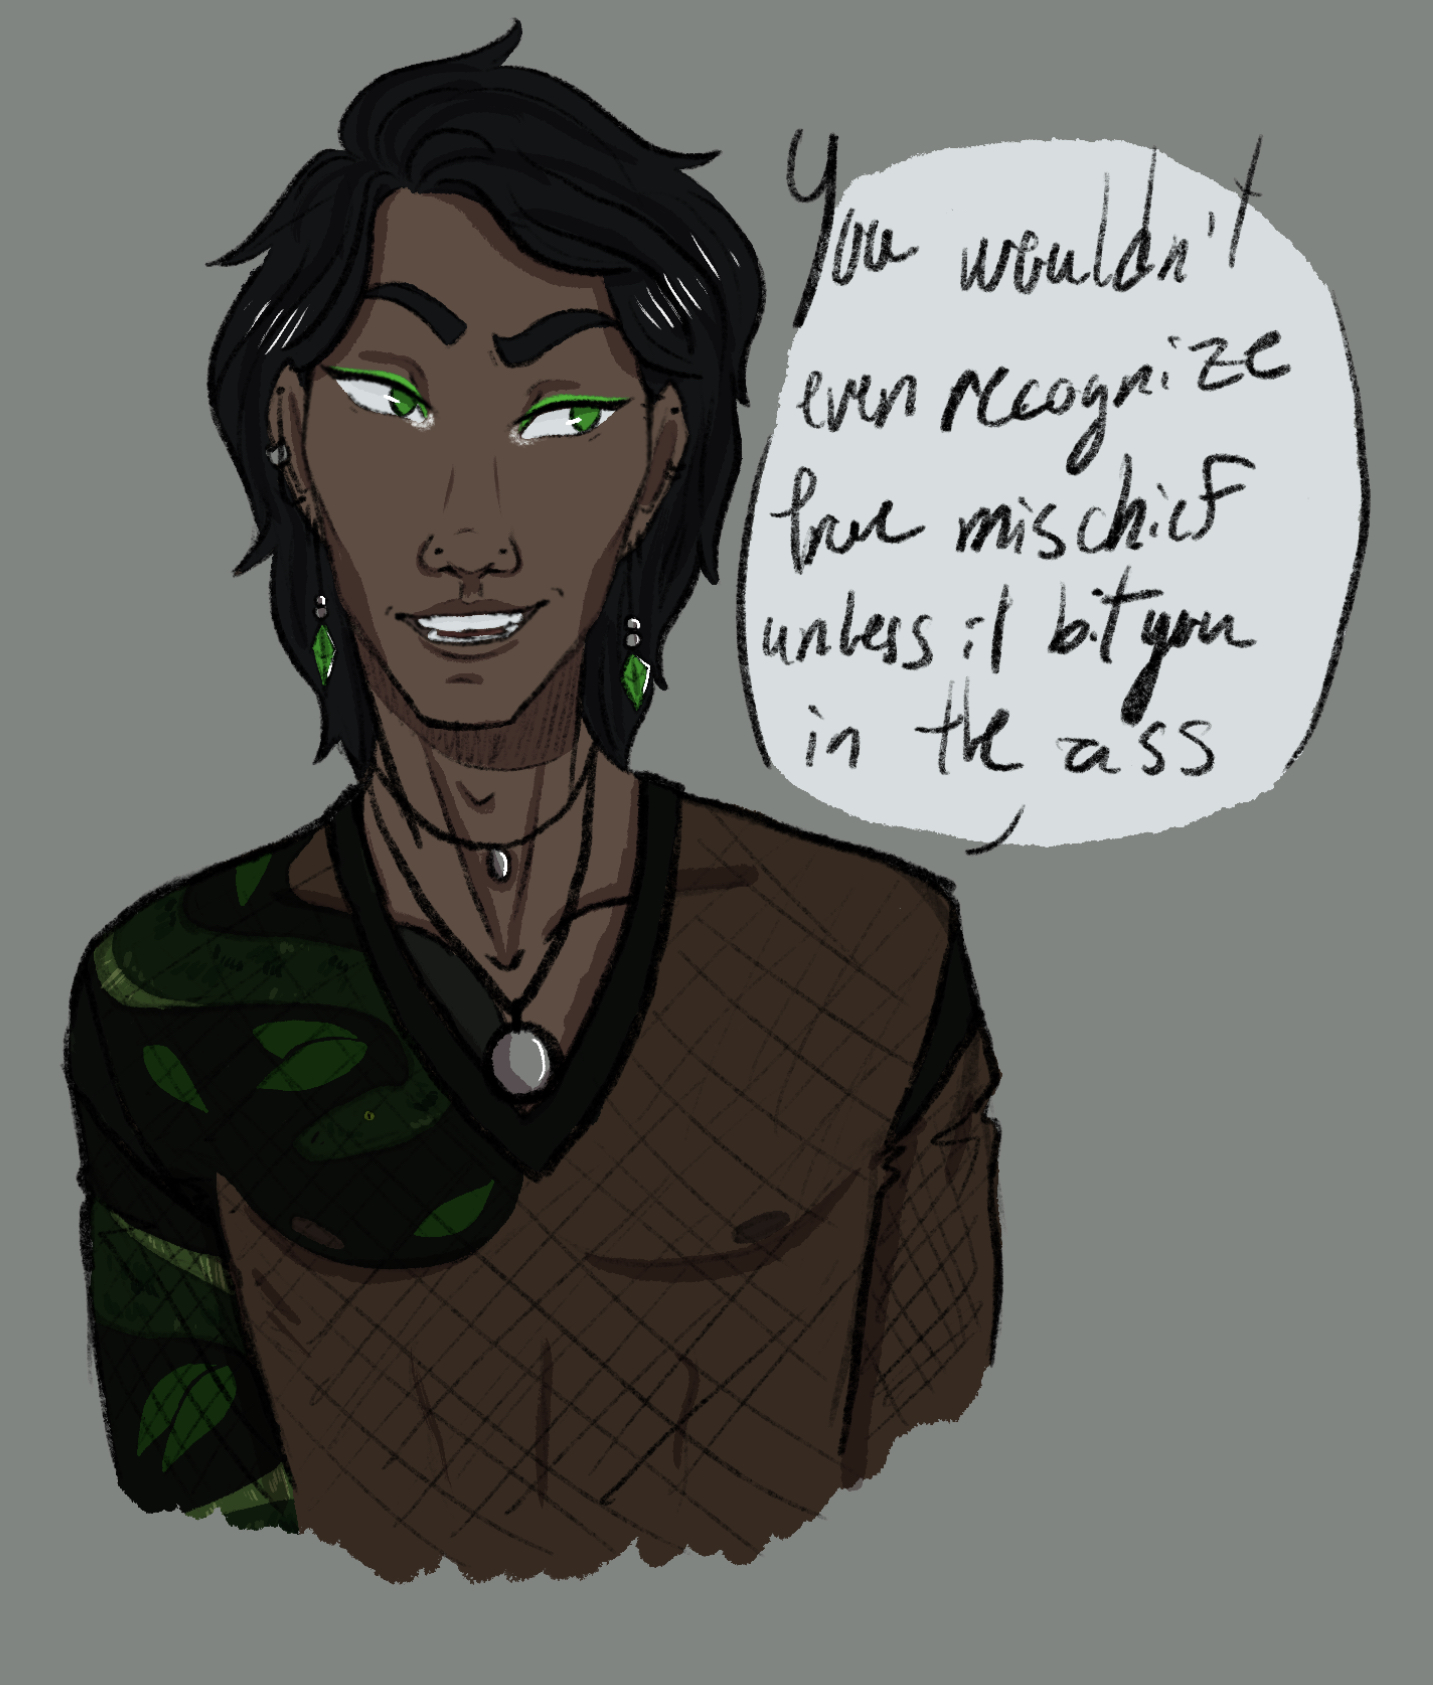 You wouldn't
even recognize
true mischief
unless it bit you
in the ass